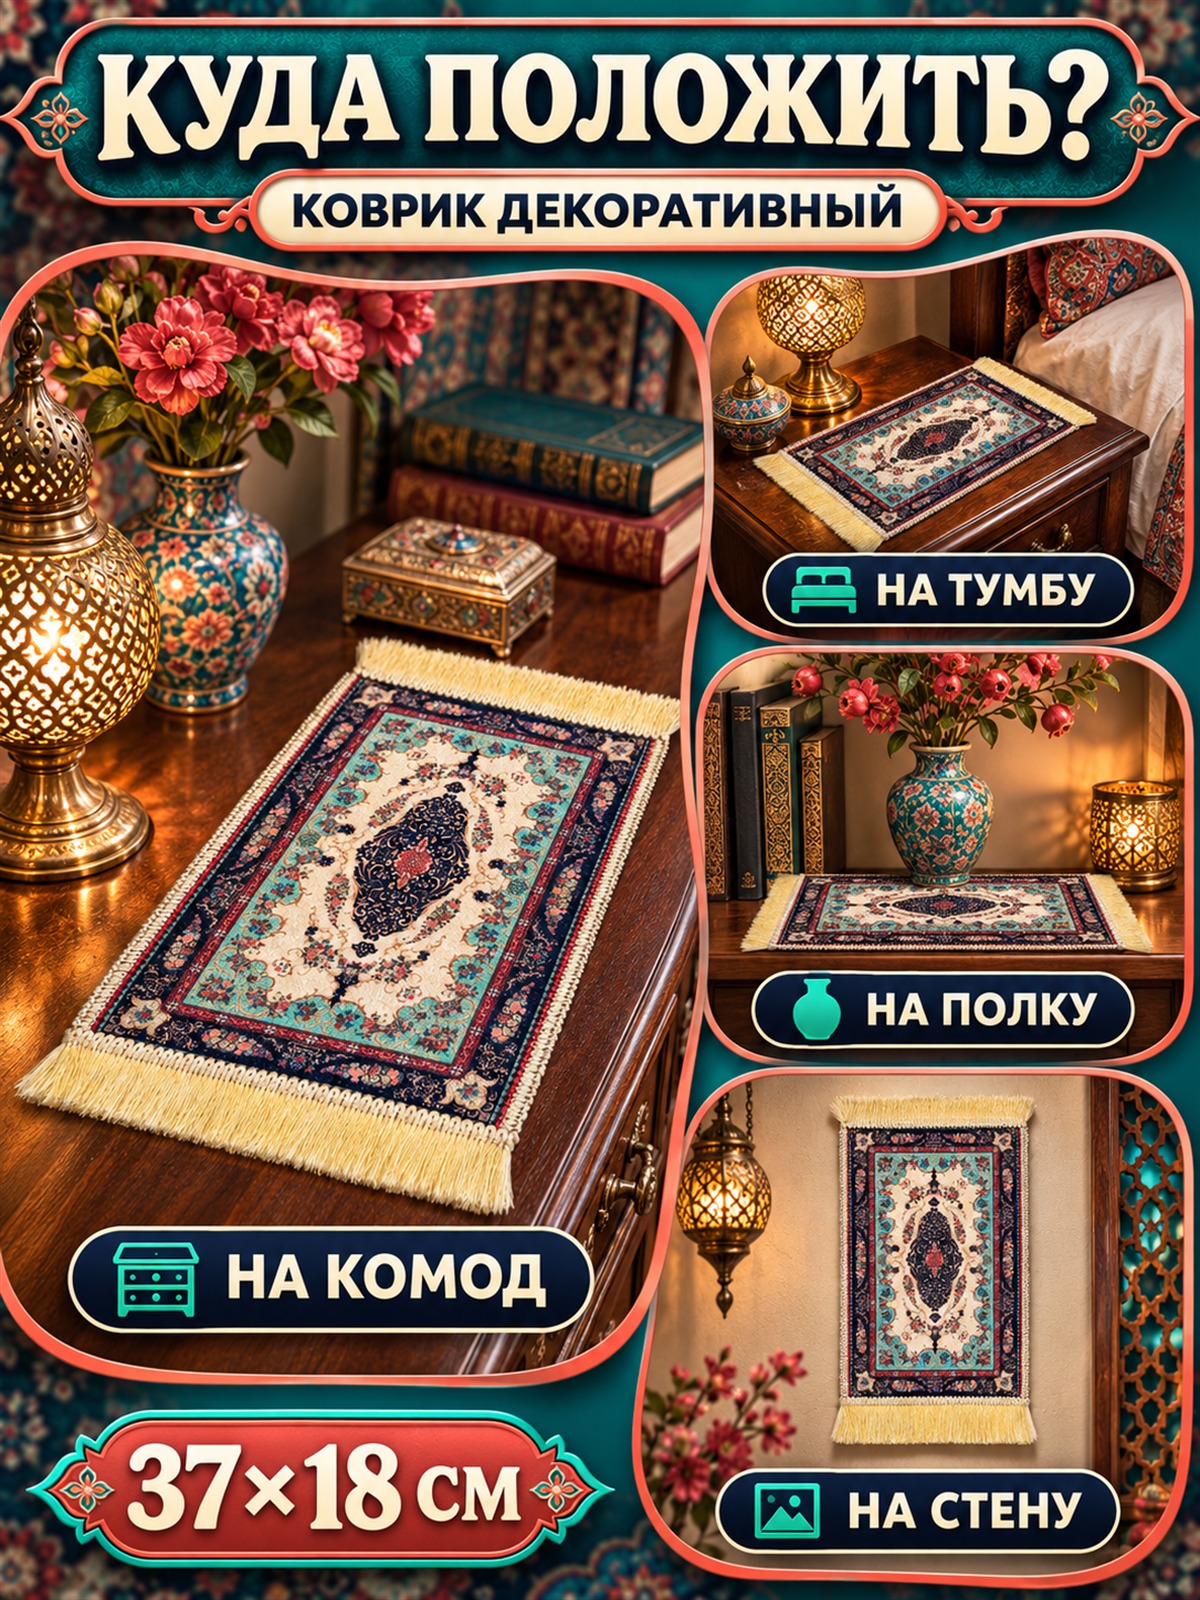 КУДА ПОЛОЖИТЬ?
КОВРИК ДЕКОРАТИВНЫЙ
НА ТУМБУ
НА ПОЛКУ
НА КОМОД
НА СТЕНУ
37×18 СМ